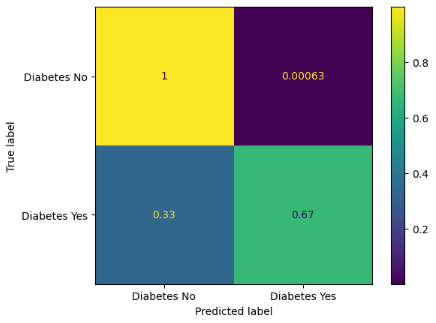 Diabetes No
1
0.00063
0.8
0.6
True label
0.4
Diabetes Yes
0.33
0.67
0.2
Diabetes No
Diabetes Yes
Predicted label